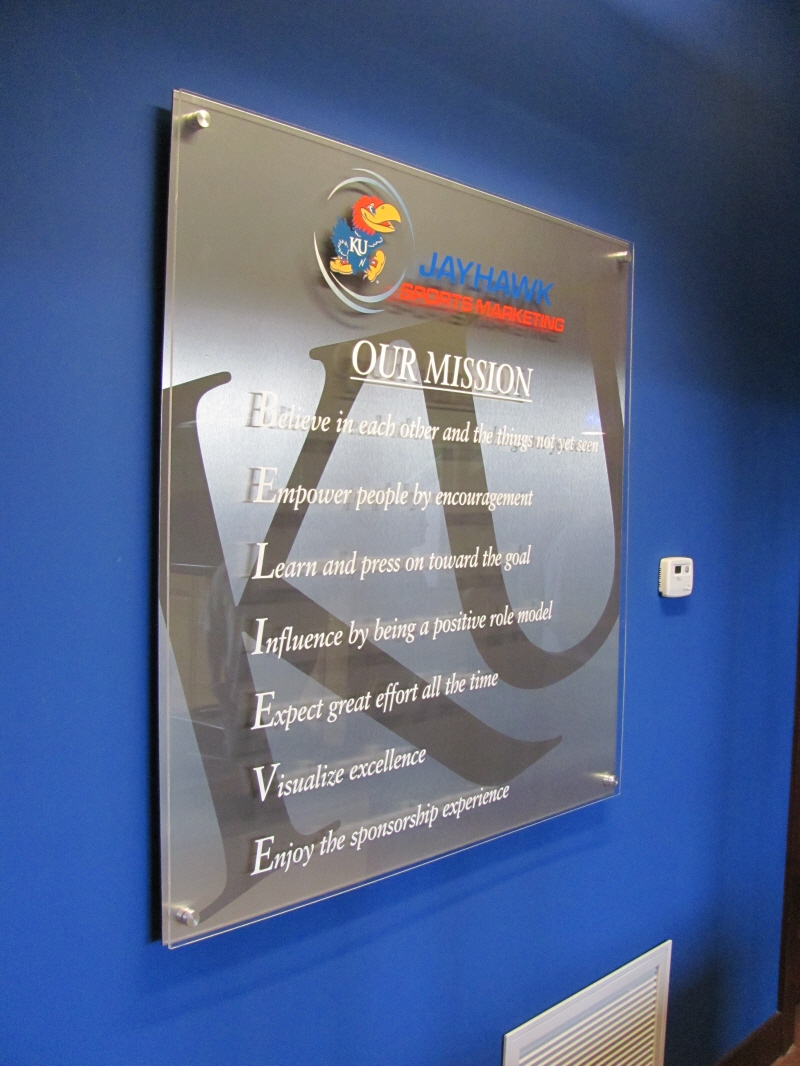 KU
JAYHAWK
SPORTS MARKETING
OUR MISSION
Believe in each other and the things not yet seen
Empower people by encouragement
Learn and press on toward the goal
Influence by being a positive role model
Expect great effort all the time
Visualize excellence
Enjoy the sponsorship experience
KU